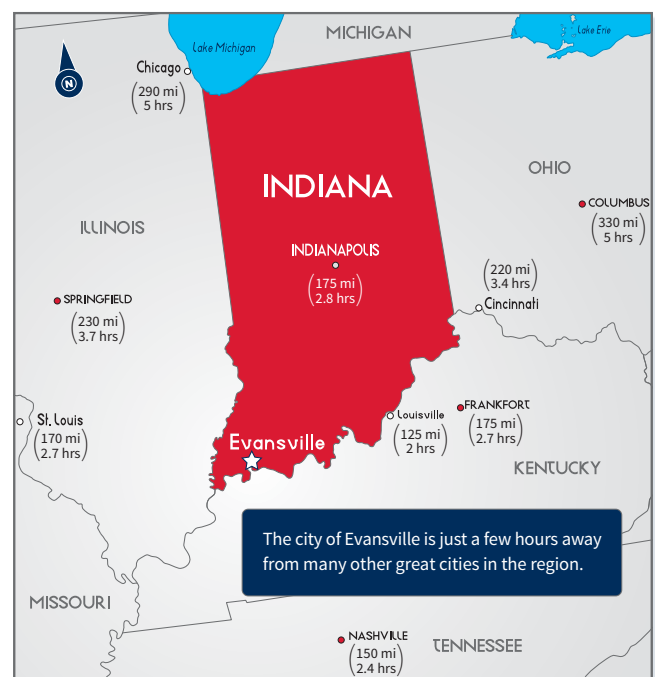 MICHIGAN
Lake Michigan
Lake Erie
N
Chicago
(290 mi
5 hrs)
OHIO
INDIANA
COLUMBUS
(330 mi
5 hrs)
ILLINOIS
INDIANAPOLIS
(175 mi
2.8 hrs)
(220 mi
3.4 hrs)
Cincinnati
SPRINGFIELD
(230 mi
3.7 hrs)
St. Louis
(170 mi
2.7 hrs)
Louisville
(125 mi
2 hrs)
FRANKFORT
(175 mi
2.7 hrs)
Evansville
KENTUCKY
The city of Evansville is just a few hours away
from many other great cities in the region.
MISSOURI
NASHVILLE
(150 mi
2.4 hrs)
TENNESSEE